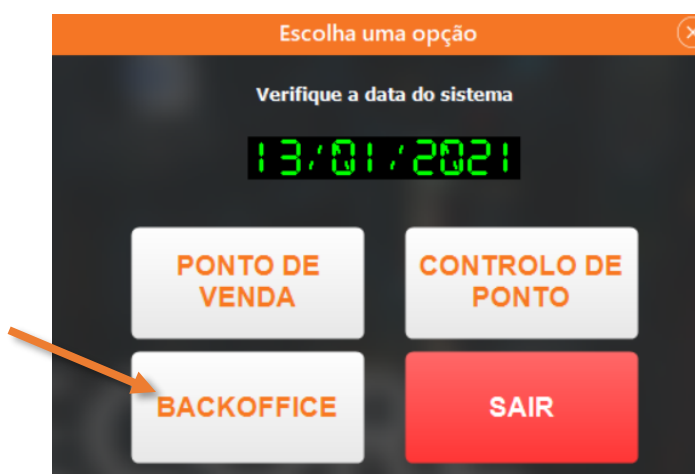 Escolha uma opção
Verifique a data do sistema
13/01/2021
PONTO DE
VENDA
CONTROLO DE
PONTO
BACKOFFICE
SAIR